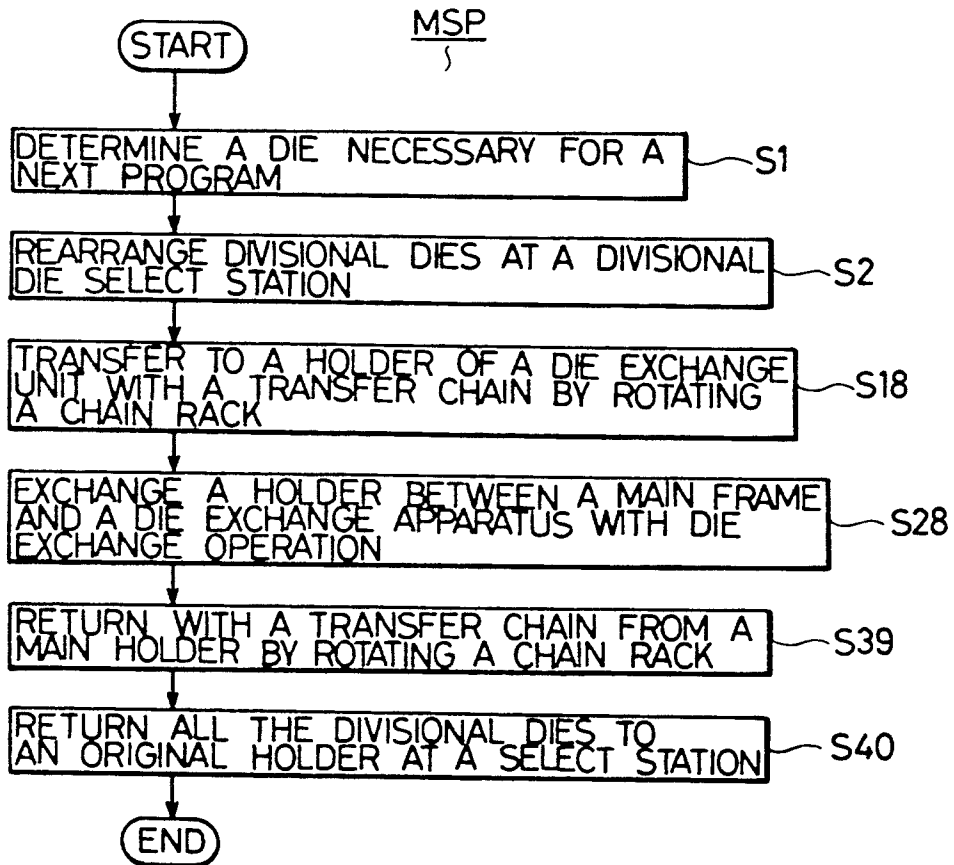 MSP
START
DETERMINE A DIE NECESSARY FOR A
NEXT PROGRAM
S1
REARRANGE DIVISIONAL DIES AT A DIVISIONAL
DIE SELECT STATION
S2
TRANSFER TO A HOLDER OF A DIE EXCHANGE
UNIT WITH A TRANSFER CHAIN BY ROTATING
A CHAIN RACK
S18
EXCHANGE A HOLDER BETWEEN A MAIN FRAME
AND A DIE EXCHANGE APPARATUS WITH DIE
EXCHANGE OPERATION
S28
RETURN WITH A TRANSFER CHAIN FROM A
MAIN HOLDER BY ROTATING A CHAIN RACK
S39
RETURN ALL THE DIVISIONAL DIES TO
AN ORIGINAL HOLDER AT A SELECT STATION
S40
END